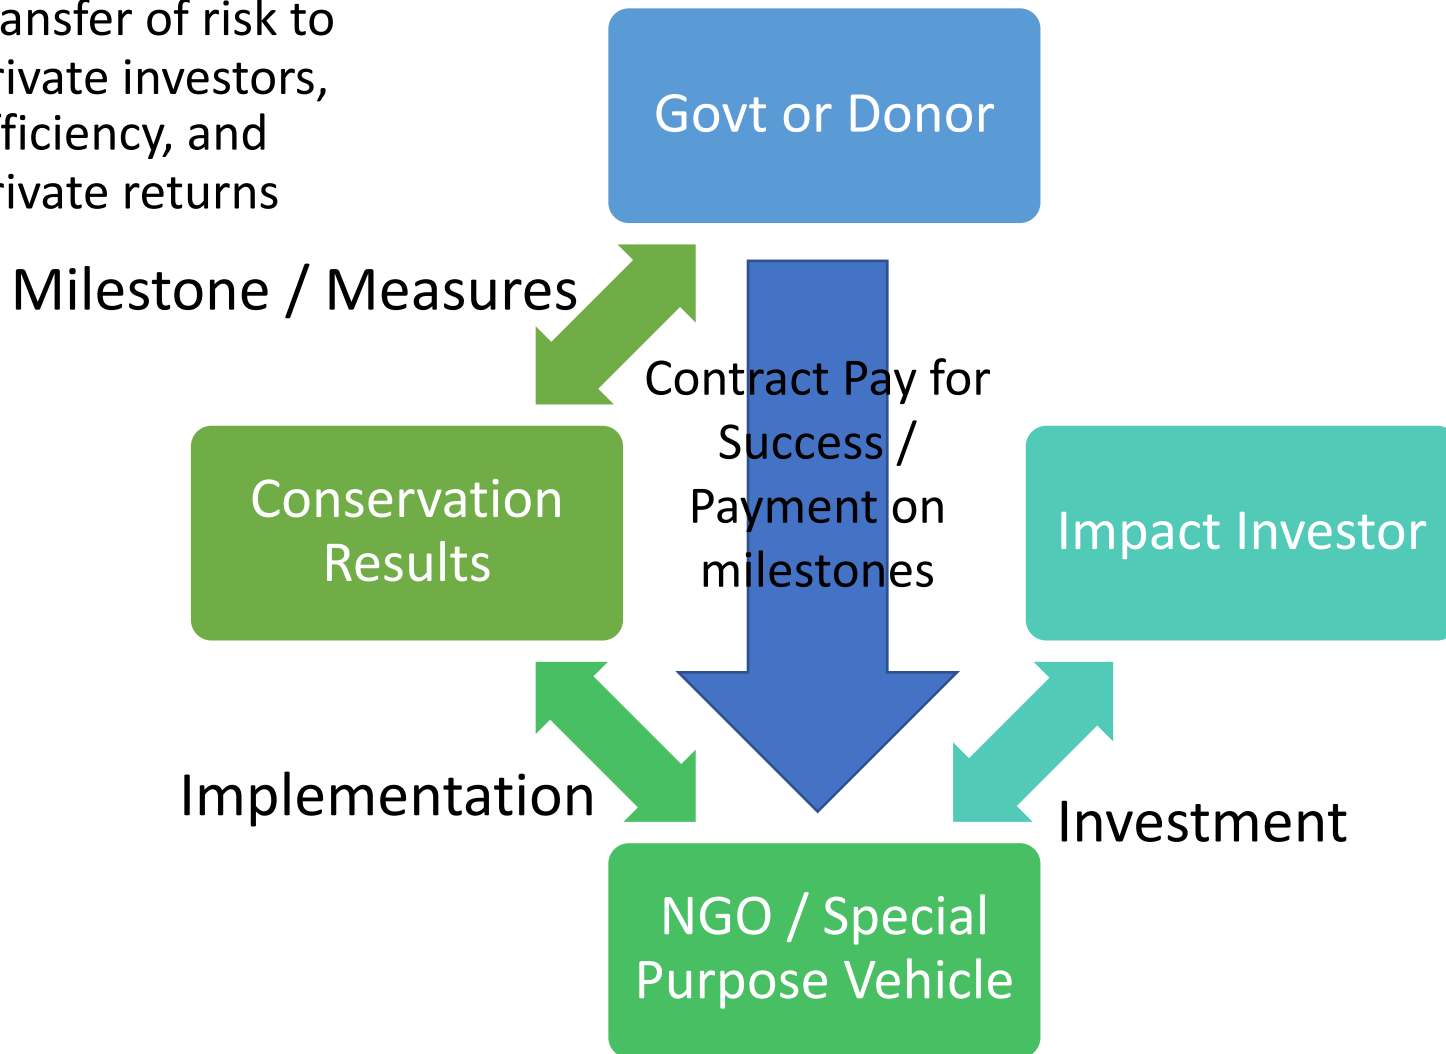 ansfer of risk to
rivate investors,
fficiency, and
rivate returns
Govt or Donor
Milestone / Measures
Contract Pay for
Success /
Payment on
milestones
Conservation
Results
Impact Investor
Implementation
Investment
NGO / Special
Purpose Vehicle